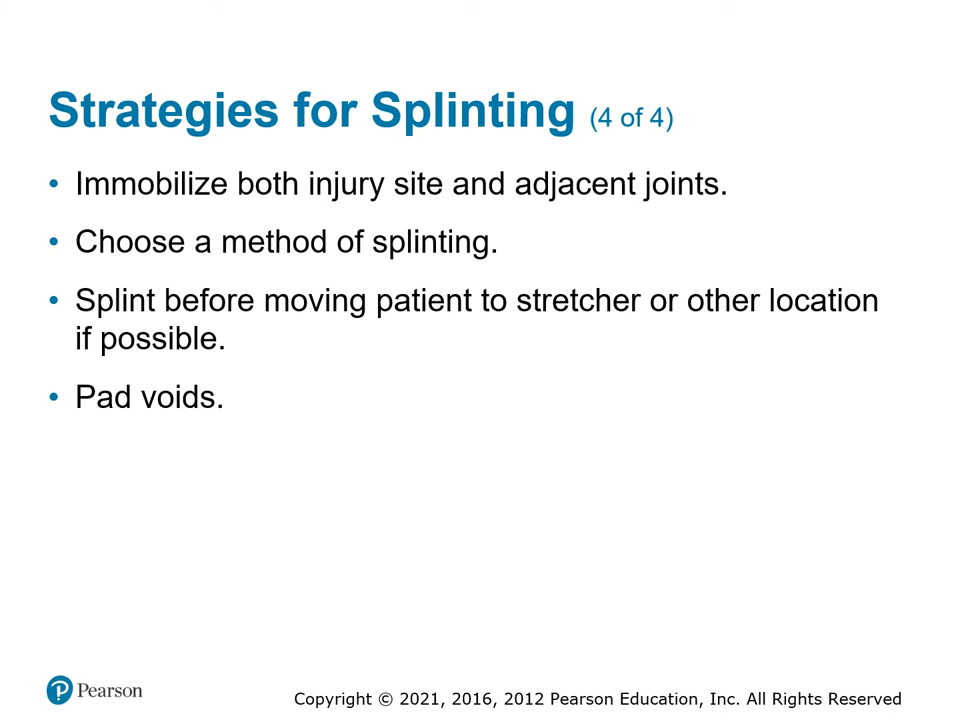 Strategies for Splinting (4 of 4)
• Immobilize both injury site and adjacent joints.
• Choose a method of splinting.
• Splint before moving patient to stretcher or other location
if possible.
• Pad voids.
Pearson
Copyright © 2021, 2016, 2012 Pearson Education, Inc. All Rights Reserved